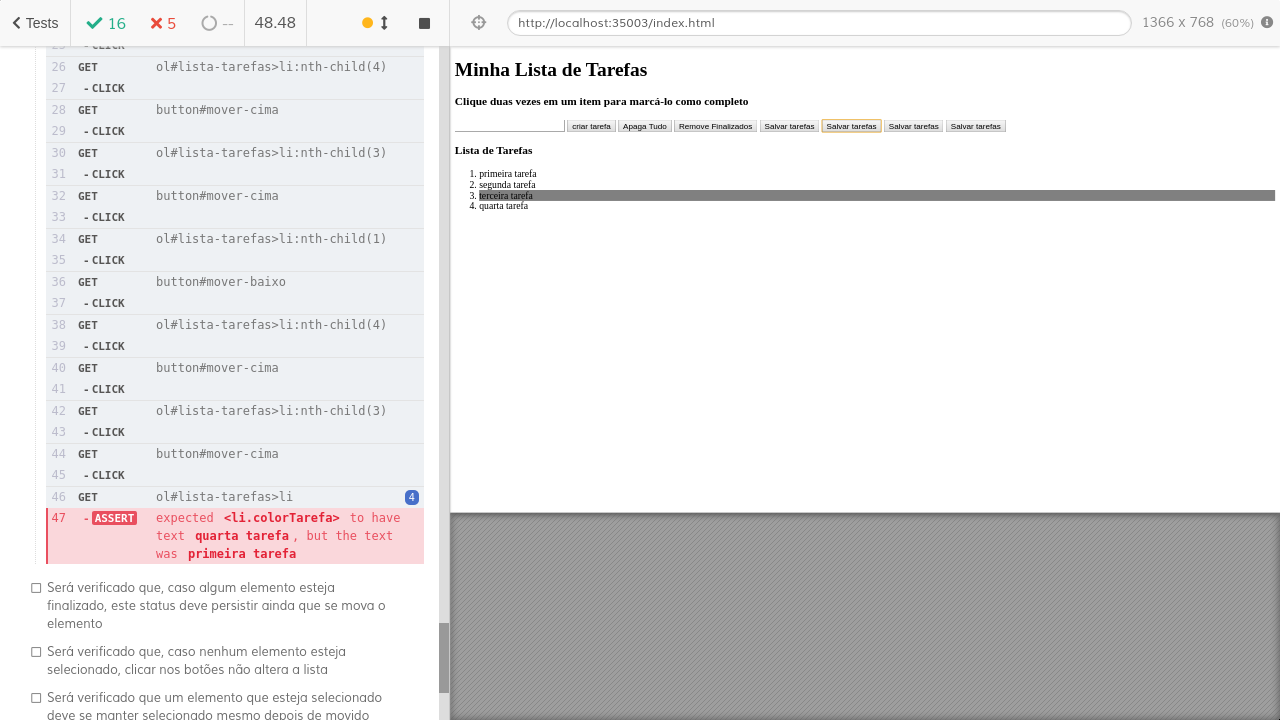 Tests 16 5 -- 48.48
http://localhost:35003/index.html 1366 x 768 (60%)
25 - CLICK
26 GET ol#lista-tarefas>li:nth-child(4)
27 - CLICK
28 GET button#mover-cima
29 - CLICK
30 GET ol#lista-tarefas>li:nth-child(3)
31 - CLICK
32 GET button#mover-cima
33 - CLICK
34 GET ol#lista-tarefas>li:nth-child(1)
35 - CLICK
36 GET button#mover-baixo
37 - CLICK
38 GET ol#lista-tarefas>li:nth-child(4)
39 - CLICK
40 GET button#mover-cima
41 - CLICK
42 GET ol#lista-tarefas>li:nth-child(3)
43 - CLICK
44 GET button#mover-cima
45 - CLICK
46 GET ol#lista-tarefas>li 4
47 - ASSERT expected <li.colorTarefa> to have
text quarta tarefa, but the text
was primeira tarefa
Será verificado que, caso algum elemento esteja
finalizado, este status deve persistir ainda que se mova o
elemento
Será verificado que, caso nenhum elemento esteja
selecionado, clicar nos botões não altera a lista
Será verificado que um elemento que esteja selecionado
deve se manter selecionado mesmo depois de movido
Minha Lista de Tarefas
Clique duas vezes em um item para marcá-lo como completo
criar tarefa Apaga Tudo Remove Finalizados Salvar tarefas Salvar tarefas Salvar tarefas Salvar tarefas
Lista de Tarefas
1. primeira tarefa
2. segunda tarefa
3. terceira tarefa
4. quarta tarefa